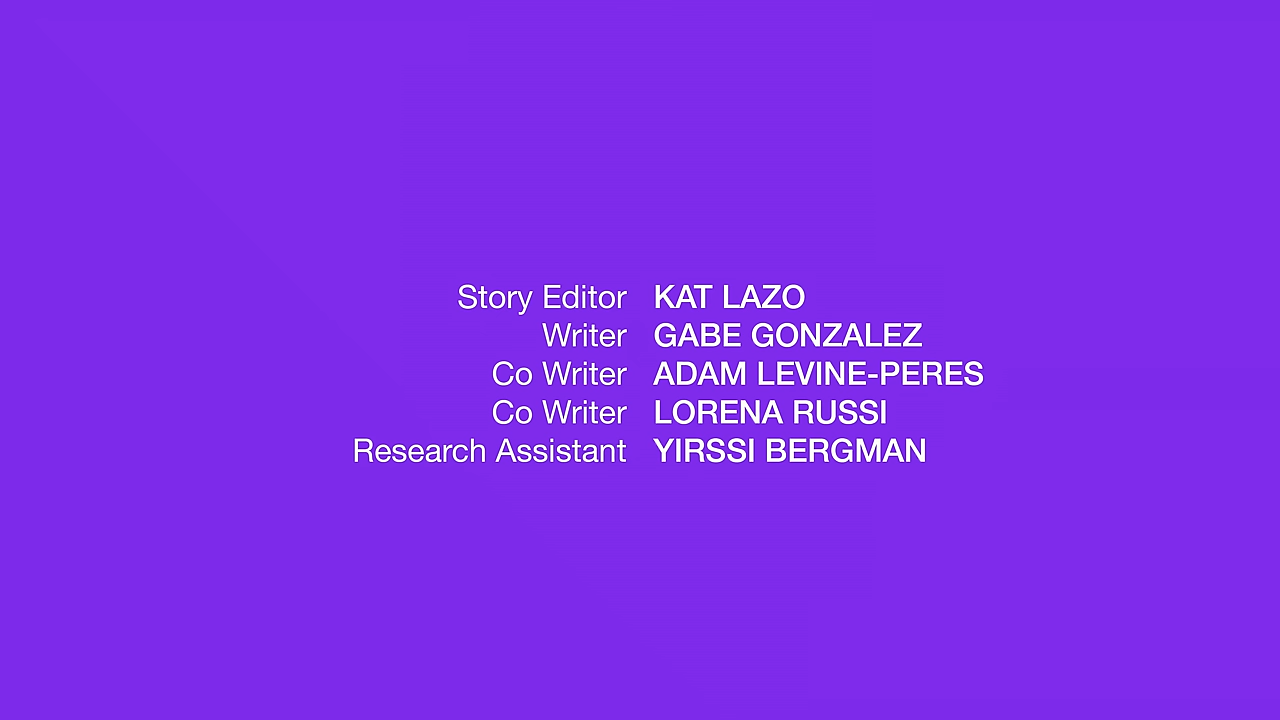 Story Editor KAT LAZO
Writer GABE GONZALEZ
Co Writer ADAM LEVINE-PERES
Co Writer LORENA RUSSI
Research Assistant YIRSSI BERGMAN